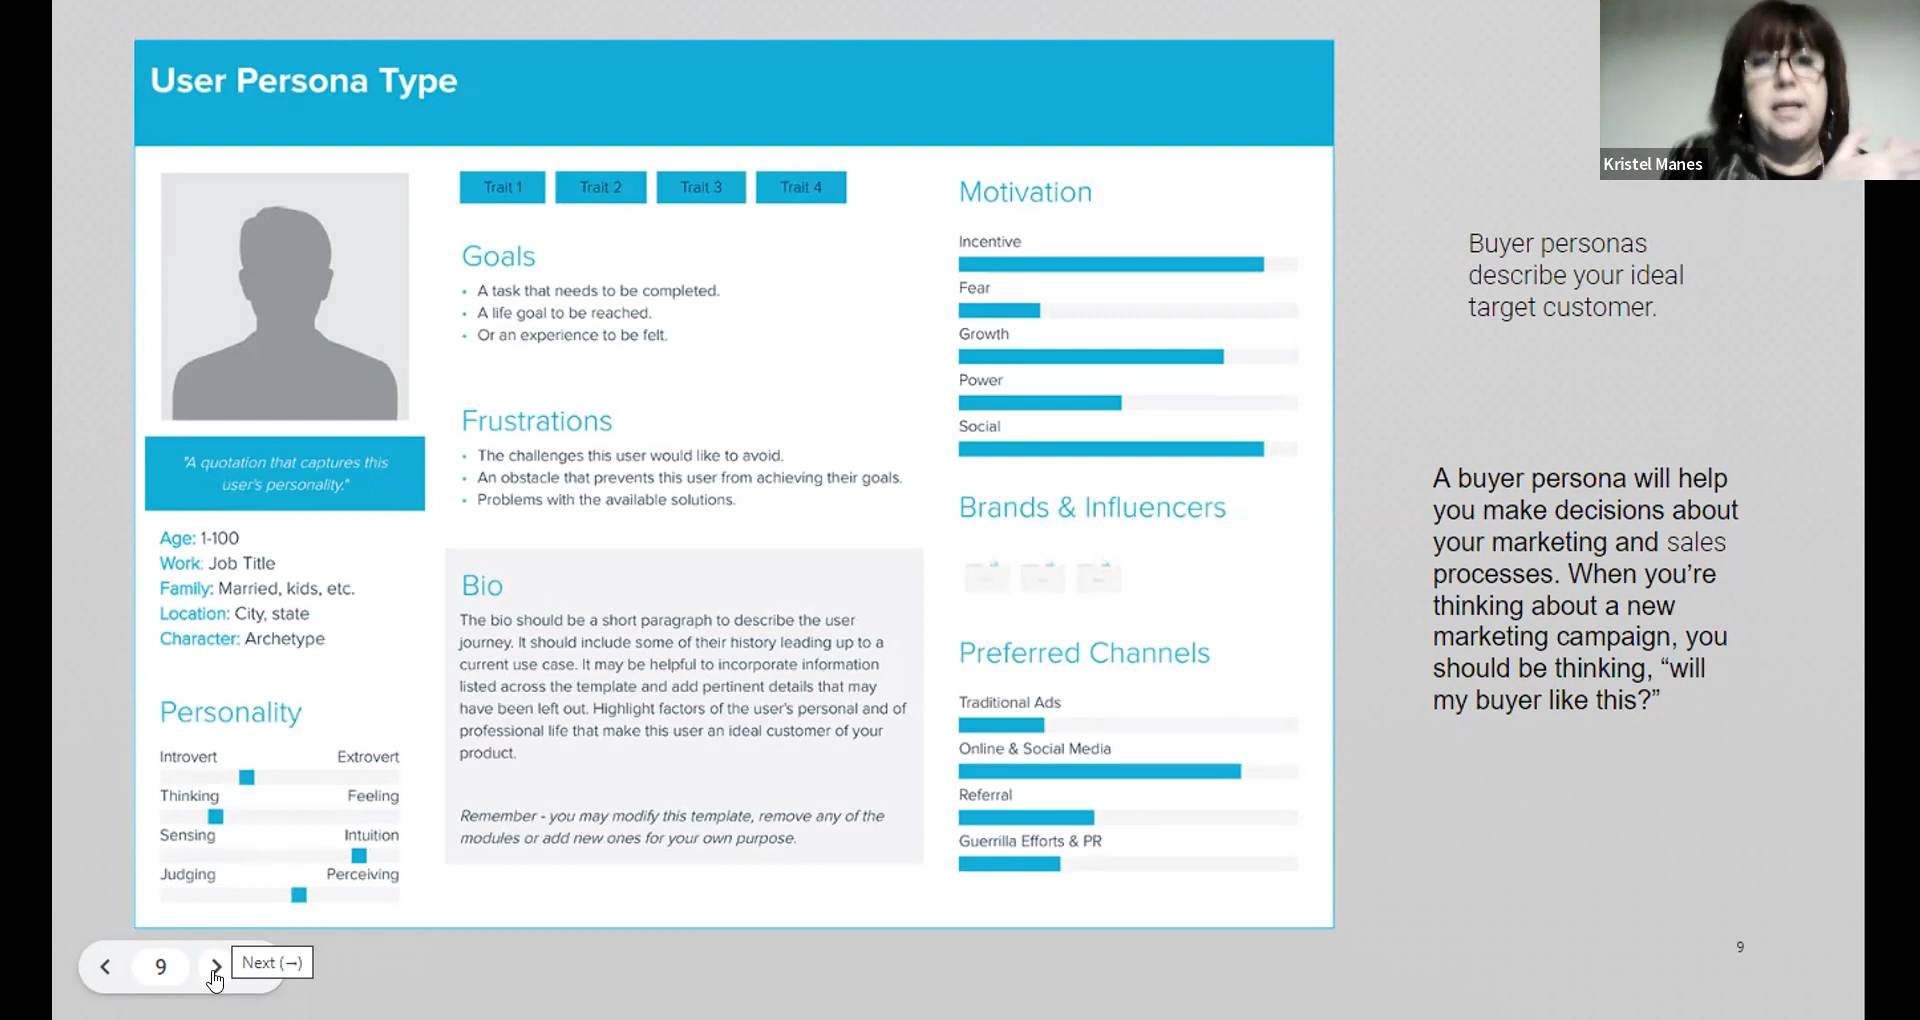 User Persona Type
Kristel Manes
Trait 1
Trait 2
Trait 3
Trait 4
"A quotation that captures this
user's personality."
Age: 1-100
Work: Job Title
Family: Married, kids, etc.
Location: City, state
Character: Archetype
Personality
Introvert Extrovert
Thinking Feeling
Sensing Intuition
Judging Perceiving
Goals
• A task that needs to be completed.
• A life goal to be reached.
• Or an experience to be felt.
Frustrations
• The challenges this user would like to avoid.
• An obstacle that prevents this user from achieving their goals.
• Problems with the available solutions.
Bio
The bio should be a short paragraph to describe the user
journey. It should include some of their history leading up to a
current use case. It may be helpful to incorporate information
listed across the template and add pertinent details that may
have been left out. Highlight factors of the user's personal and of
professional life that make this user an ideal customer of your
product.
Remember - you may modify this template, remove any of the
modules or add new ones for your own purpose.
Motivation
Incentive
Fear
Growth
Power
Social
Brands & Influencers
Preferred Channels
Traditional Ads
Online & Social Media
Referral
Guerrilla Efforts & PR
Buyer personas
describe your ideal
target customer.
A buyer persona will help
you make decisions about
your marketing and sales
processes. When you’re
thinking about a new
marketing campaign, you
should be thinking, “will
my buyer like this?”
9
9
Next (→)